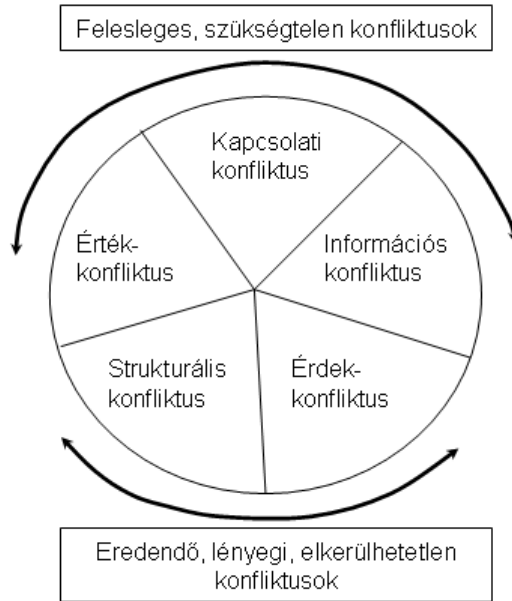 Felesleges, szükségtelen konfliktusok
Kapcsolati
konfliktus
Érték-
konfliktus
Információs
konfliktus
Strukturális
konfliktus
Érdek-
konfliktus
Eredendő, lényegi, elkerülhetetlen
konfliktusok